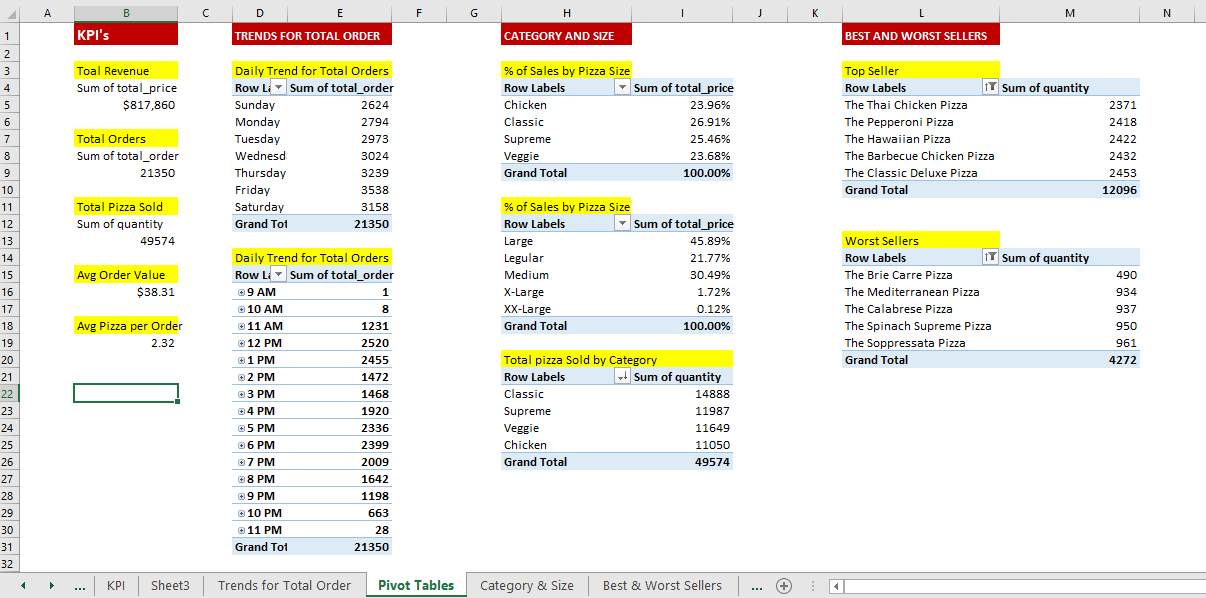 A B C D E F G H I J K L M N
1 KPI's TRENDS FOR TOTAL ORDER CATEGORY AND SIZE BEST AND WORST SELLERS
2
3 Toal Revenue Daily Trend for Total Orders % of Sales by Pizza Size Top Seller
4 Sum of total_price Row La Sum of total_order Row Labels Sum of total_price Row Labels Sum of quantity
5 $817,860 Sunday 2624 Chicken 23.96% The Thai Chicken Pizza 2371
6 Monday 2794 Classic 26.91% The Pepperoni Pizza 2418
7 Total Orders Tuesday 2973 Supreme 25.46% The Hawaiian Pizza 2422
8 Sum of total_order Wednesd 3024 Veggie 23.68% The Barbecue Chicken Pizza 2432
9 21350 Thursday 3239 Grand Total 100.00% The Classic Deluxe Pizza 2453
10 Friday 3538 Grand Total 12096
11 Total Pizza Sold Saturday 3158 % of Sales by Pizza Size
12 Sum of quantity Grand Tot 21350 Row Labels Sum of total_price
13 49574 Large 45.89% Worst Sellers
14 Daily Trend for Total Orders Legular 21.77% Row Labels Sum of quantity
15 Avg Order Value Row La Sum of total_order Medium 30.49% The Brie Carre Pizza 490
16 $38.31 9 AM 1 X-Large 1.72% The Mediterranean Pizza 934
17 10 AM 8 XX-Large 0.12% The Calabrese Pizza 937
18 Avg Pizza per Order 11 AM 1231 Grand Total 100.00% The Spinach Supreme Pizza 950
19 2.32 12 PM 2520 The Soppressata Pizza 961
20 1 PM 2455 Total pizza Sold by Category Grand Total 4272
21 2 PM 1472 Row Labels Sum of quantity
22 3 PM 1468 Classic 14888
23 4 PM 1920 Supreme 11987
24 5 PM 2336 Veggie 11649
25 6 PM 2399 Chicken 11050
26 7 PM 2009 Grand Total 49574
27 8 PM 1642
28 9 PM 1198
29 10 PM 663
30 11 PM 28
31 Grand Tot 21350
32
... KPI Sheet3 Trends for Total Order Pivot Tables Category & Size Best & Worst Sellers ...